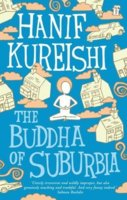 HANIF
KUREISHI
THE
BUDDHA OF
SUBURBIA